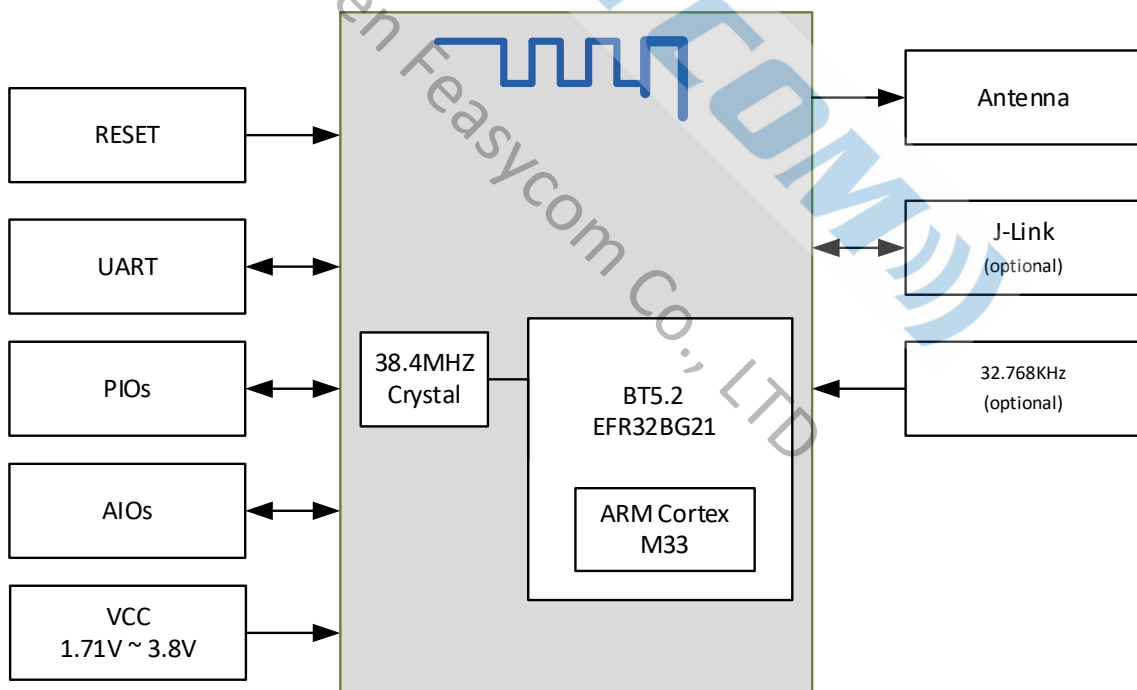 RESET
UART
PIOs
AIOs
VCC
1.71V ~ 3.8V
38.4MHZ
Crystal
BT5.2
EFR32BG21
ARM Cortex
M33
Antenna
J-Link
(optional)
32.768KHz
(optional)
en Feasycom Co., LTD
COM